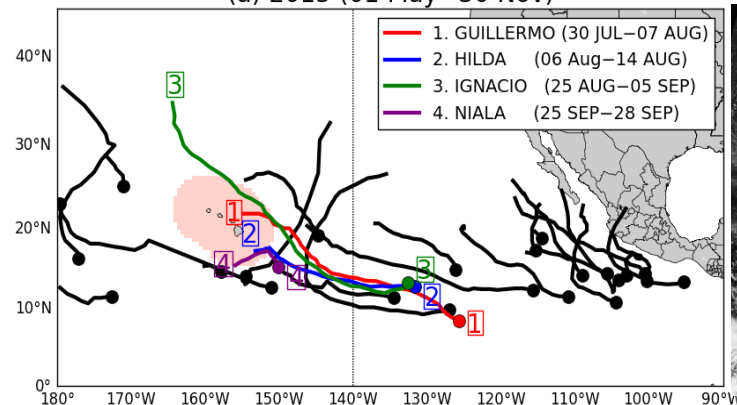 (a) 2015 (01 May–30 Nov)
1. GUILLERMO (30 JUL–07 AUG)
2. HILDA (06 Aug–14 AUG)
3. IGNACIO (25 AUG–05 SEP)
4. NIALA (25 SEP–28 SEP)
40°N
30°N
20°N
10°N
0°
3
1
2
4
4
3
2
1
180
170°W
160°W
150°W
140°W
130°W
120°W
110°W
100°W
90°W